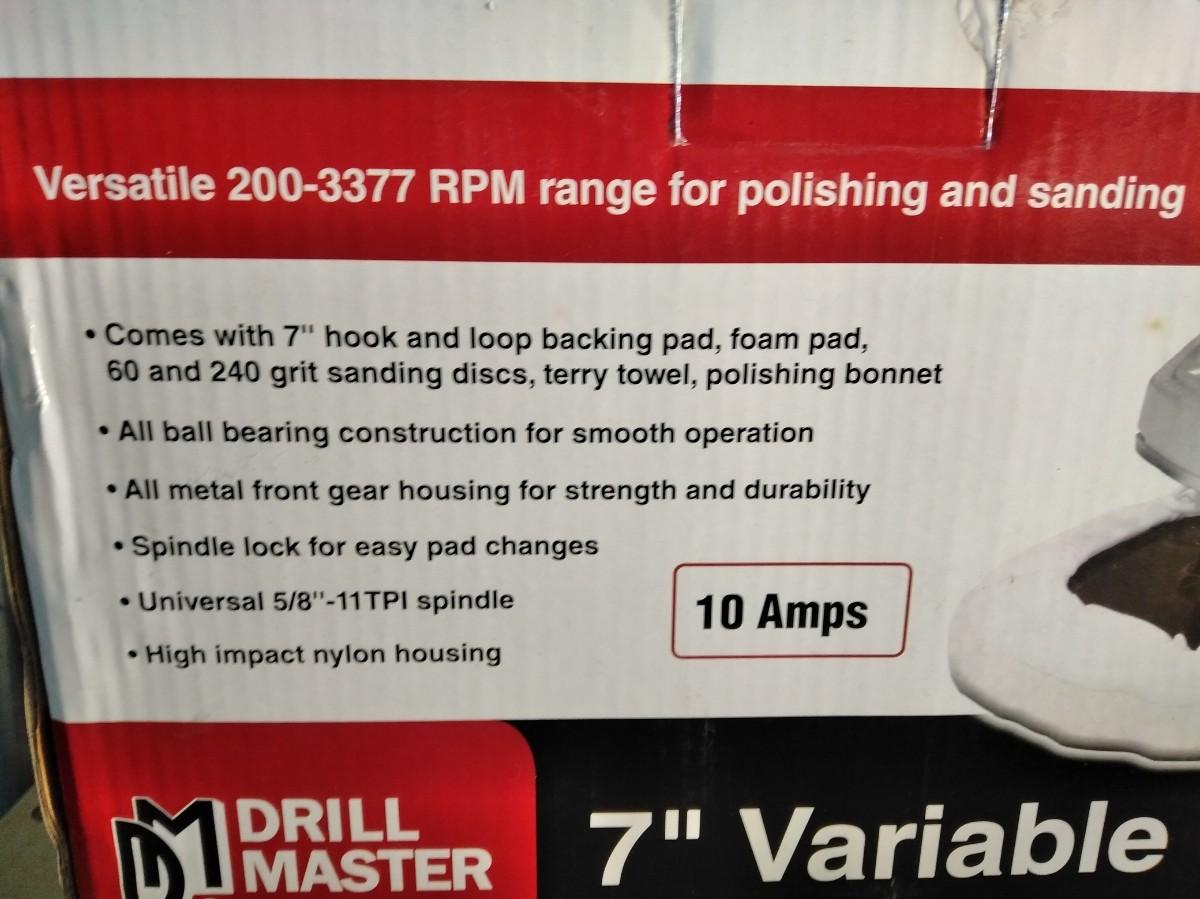 Versatile 200-3377 RPM range for polishing and sanding
• Comes with 7" hook and loop backing pad, foam pad,
60 and 240 grit sanding discs, terry towel, polishing bonnet
• All ball bearing construction for smooth operation
• All metal front gear housing for strength and durability
• Spindle lock for easy pad changes
• Universal 5/8"-11TPI spindle
• High impact nylon housing
10 Amps
DM
DRILL
MASTER
7" Variable